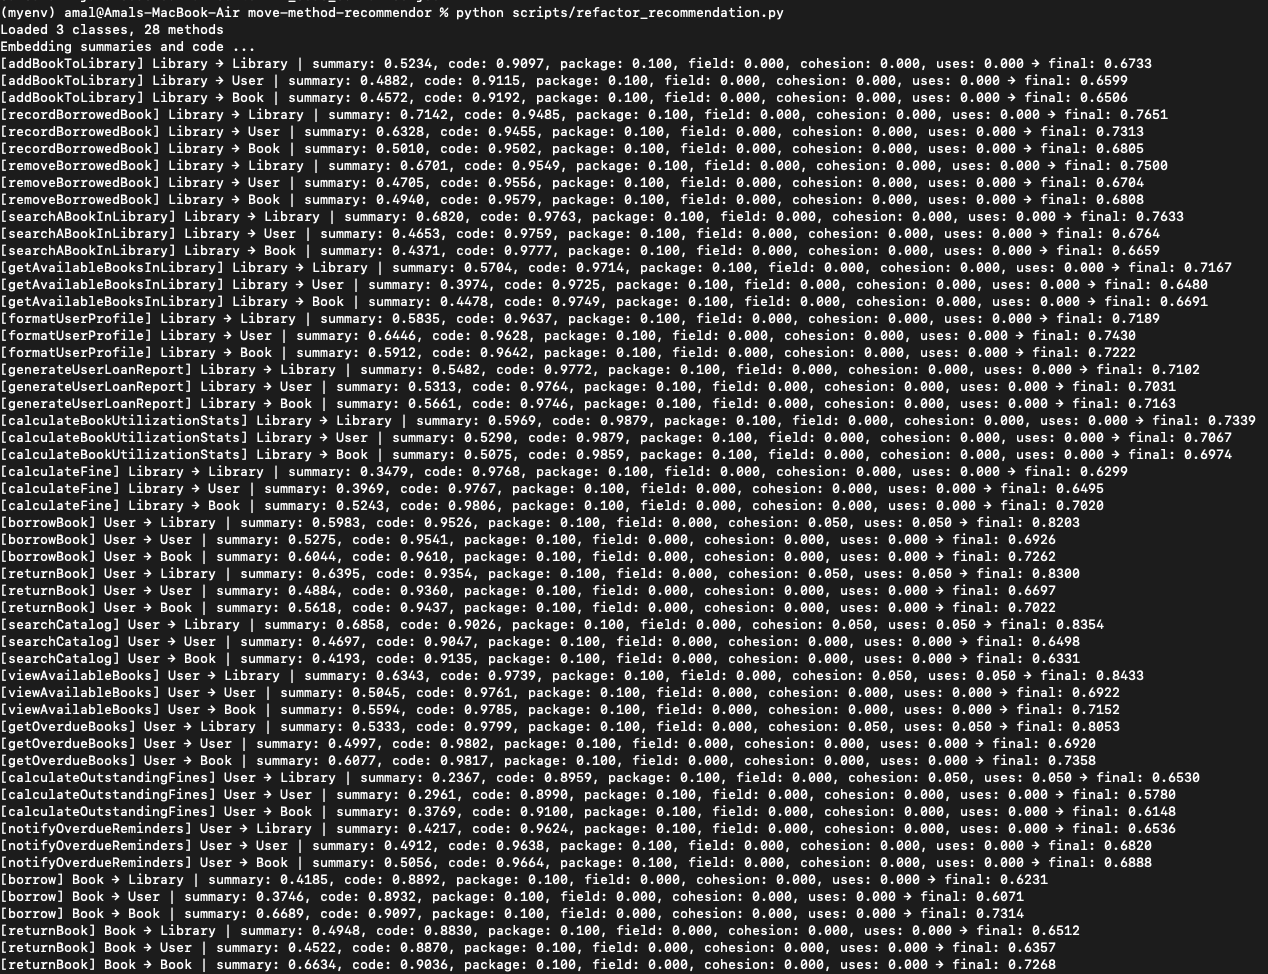 (myenv) amal@Amals-MacBook-Air move-method-recommendor % python scripts/refactor_recommendation.py
Loaded 3 classes, 28 methods
Embedding summaries and code ...
[addBookToLibrary] Library → Library | summary: 0.5234, code: 0.9097, package: 0.100, field: 0.000, cohesion: 0.000, uses: 0.000 → final: 0.6733
[addBookToLibrary] Library → User | summary: 0.4882, code: 0.9115, package: 0.100, field: 0.000, cohesion: 0.000, uses: 0.000 → final: 0.6599
[addBookToLibrary] Library → Book | summary: 0.4572, code: 0.9192, package: 0.100, field: 0.000, cohesion: 0.000, uses: 0.000 → final: 0.6506
[recordBorrowedBook] Library → Library | summary: 0.7142, code: 0.9485, package: 0.100, field: 0.000, cohesion: 0.000, uses: 0.000 → final: 0.7651
[recordBorrowedBook] Library → User | summary: 0.6328, code: 0.9455, package: 0.100, field: 0.000, cohesion: 0.000, uses: 0.000 → final: 0.7313
[recordBorrowedBook] Library → Book | summary: 0.5010, code: 0.9502, package: 0.100, field: 0.000, cohesion: 0.000, uses: 0.000 → final: 0.6805
[removeBorrowedBook] Library → Library | summary: 0.6701, code: 0.9549, package: 0.100, field: 0.000, cohesion: 0.000, uses: 0.000 → final: 0.7500
[removeBorrowedBook] Library → User | summary: 0.4705, code: 0.9556, package: 0.100, field: 0.000, cohesion: 0.000, uses: 0.000 → final: 0.6704
[removeBorrowedBook] Library → Book | summary: 0.4940, code: 0.9579, package: 0.100, field: 0.000, cohesion: 0.000, uses: 0.000 → final: 0.6808
[searchABookInLibrary] Library → Library | summary: 0.6820, code: 0.9763, package: 0.100, field: 0.000, cohesion: 0.000, uses: 0.000 → final: 0.7633
[searchABookInLibrary] Library → User | summary: 0.4653, code: 0.9759, package: 0.100, field: 0.000, cohesion: 0.000, uses: 0.000 → final: 0.6764
[searchABookInLibrary] Library → Book | summary: 0.4371, code: 0.9777, package: 0.100, field: 0.000, cohesion: 0.000, uses: 0.000 → final: 0.6659
[getAvailableBooksInLibrary] Library → Library | summary: 0.5704, code: 0.9714, package: 0.100, field: 0.000, cohesion: 0.000, uses: 0.000 → final: 0.7167
[getAvailableBooksInLibrary] Library → User | summary: 0.3974, code: 0.9725, package: 0.100, field: 0.000, cohesion: 0.000, uses: 0.000 → final: 0.6480
[getAvailableBooksInLibrary] Library → Book | summary: 0.4478, code: 0.9749, package: 0.100, field: 0.000, cohesion: 0.000, uses: 0.000 → final: 0.6691
[formatUserProfile] Library → Library | summary: 0.5835, code: 0.9637, package: 0.100, field: 0.000, cohesion: 0.000, uses: 0.000 → final: 0.7189
[formatUserProfile] Library → User | summary: 0.6446, code: 0.9628, package: 0.100, field: 0.000, cohesion: 0.000, uses: 0.000 → final: 0.7430
[formatUserProfile] Library → Book | summary: 0.5912, code: 0.9642, package: 0.100, field: 0.000, cohesion: 0.000, uses: 0.000 → final: 0.7222
[generateUserLoanReport] Library → Library | summary: 0.5482, code: 0.9772, package: 0.100, field: 0.000, cohesion: 0.000, uses: 0.000 → final: 0.7102
[generateUserLoanReport] Library → User | summary: 0.5313, code: 0.9764, package: 0.100, field: 0.000, cohesion: 0.000, uses: 0.000 → final: 0.7031
[generateUserLoanReport] Library → Book | summary: 0.5661, code: 0.9746, package: 0.100, field: 0.000, cohesion: 0.000, uses: 0.000 → final: 0.7163
[calculateBookUtilizationStats] Library → Library | summary: 0.5969, code: 0.9879, package: 0.100, field: 0.000, cohesion: 0.000, uses: 0.000 → final: 0.7339
[calculateBookUtilizationStats] Library → User | summary: 0.5290, code: 0.9879, package: 0.100, field: 0.000, cohesion: 0.000, uses: 0.000 → final: 0.7067
[calculateBookUtilizationStats] Library → Book | summary: 0.5075, code: 0.9859, package: 0.100, field: 0.000, cohesion: 0.000, uses: 0.000 → final: 0.6974
[calculateFine] Library → Library | summary: 0.3479, code: 0.9768, package: 0.100, field: 0.000, cohesion: 0.000, uses: 0.000 → final: 0.6299
[calculateFine] Library → User | summary: 0.3969, code: 0.9767, package: 0.100, field: 0.000, cohesion: 0.000, uses: 0.000 → final: 0.6495
[calculateFine] Library → Book | summary: 0.5243, code: 0.9806, package: 0.100, field: 0.000, cohesion: 0.000, uses: 0.000 → final: 0.7020
[borrowBook] User → Library | summary: 0.5983, code: 0.9526, package: 0.100, field: 0.000, cohesion: 0.050, uses: 0.050 → final: 0.8203
[borrowBook] User → User | summary: 0.5275, code: 0.9541, package: 0.100, field: 0.000, cohesion: 0.000, uses: 0.000 → final: 0.6926
[borrowBook] User → Book | summary: 0.6044, code: 0.9610, package: 0.100, field: 0.000, cohesion: 0.000, uses: 0.000 → final: 0.7262
[returnBook] User → Library | summary: 0.6395, code: 0.9354, package: 0.100, field: 0.000, cohesion: 0.050, uses: 0.050 → final: 0.8300
[returnBook] User → User | summary: 0.4884, code: 0.9360, package: 0.100, field: 0.000, cohesion: 0.000, uses: 0.000 → final: 0.6697
[returnBook] User → Book | summary: 0.5618, code: 0.9437, package: 0.100, field: 0.000, cohesion: 0.000, uses: 0.000 → final: 0.7022
[searchCatalog] User → Library | summary: 0.6858, code: 0.9026, package: 0.100, field: 0.000, cohesion: 0.050, uses: 0.050 → final: 0.8354
[searchCatalog] User → User | summary: 0.4697, code: 0.9047, package: 0.100, field: 0.000, cohesion: 0.000, uses: 0.000 → final: 0.6498
[searchCatalog] User → Book | summary: 0.4193, code: 0.9135, package: 0.100, field: 0.000, cohesion: 0.000, uses: 0.000 → final: 0.6331
[viewAvailableBooks] User → Library | summary: 0.6343, code: 0.9739, package: 0.100, field: 0.000, cohesion: 0.050, uses: 0.050 → final: 0.8433
[viewAvailableBooks] User → User | summary: 0.5045, code: 0.9761, package: 0.100, field: 0.000, cohesion: 0.000, uses: 0.000 → final: 0.6922
[viewAvailableBooks] User → Book | summary: 0.5594, code: 0.9785, package: 0.100, field: 0.000, cohesion: 0.000, uses: 0.000 → final: 0.7152
[getOverdueBooks] User → Library | summary: 0.5333, code: 0.9799, package: 0.100, field: 0.000, cohesion: 0.050, uses: 0.050 → final: 0.8053
[getOverdueBooks] User → User | summary: 0.4997, code: 0.9802, package: 0.100, field: 0.000, cohesion: 0.000, uses: 0.000 → final: 0.6920
[getOverdueBooks] User → Book | summary: 0.6077, code: 0.9817, package: 0.100, field: 0.000, cohesion: 0.000, uses: 0.000 → final: 0.7358
[calculateOutstandingFines] User → Library | summary: 0.2367, code: 0.8959, package: 0.100, field: 0.000, cohesion: 0.050, uses: 0.050 → final: 0.6530
[calculateOutstandingFines] User → User | summary: 0.2961, code: 0.8990, package: 0.100, field: 0.000, cohesion: 0.000, uses: 0.000 → final: 0.5780
[calculateOutstandingFines] User → Book | summary: 0.3769, code: 0.9100, package: 0.100, field: 0.000, cohesion: 0.000, uses: 0.000 → final: 0.6148
[notifyOverdueReminders] User → Library | summary: 0.4217, code: 0.9624, package: 0.100, field: 0.000, cohesion: 0.000, uses: 0.000 → final: 0.6536
[notifyOverdueReminders] User → User | summary: 0.4912, code: 0.9638, package: 0.100, field: 0.000, cohesion: 0.000, uses: 0.000 → final: 0.6820
[notifyOverdueReminders] User → Book | summary: 0.5056, code: 0.9664, package: 0.100, field: 0.000, cohesion: 0.000, uses: 0.000 → final: 0.6888
[borrow] Book → Library | summary: 0.4185, code: 0.8892, package: 0.100, field: 0.000, cohesion: 0.000, uses: 0.000 → final: 0.6231
[borrow] Book → User | summary: 0.3746, code: 0.8932, package: 0.100, field: 0.000, cohesion: 0.000, uses: 0.000 → final: 0.6071
[borrow] Book → Book | summary: 0.6689, code: 0.9097, package: 0.100, field: 0.000, cohesion: 0.000, uses: 0.000 → final: 0.7314
[returnBook] Book → Library | summary: 0.4948, code: 0.8830, package: 0.100, field: 0.000, cohesion: 0.000, uses: 0.000 → final: 0.6512
[returnBook] Book → User | summary: 0.4522, code: 0.8870, package: 0.100, field: 0.000, cohesion: 0.000, uses: 0.000 → final: 0.6357
[returnBook] Book → Book | summary: 0.6634, code: 0.9036, package: 0.100, field: 0.000, cohesion: 0.000, uses: 0.000 → final: 0.7268